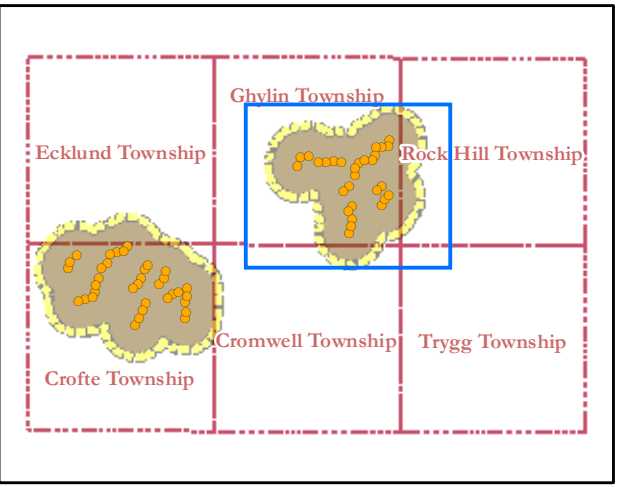 Ghylin Township
Ecklund Township
Rock Hill Township
Cromwell Township
Trygg Township
Crofte Township